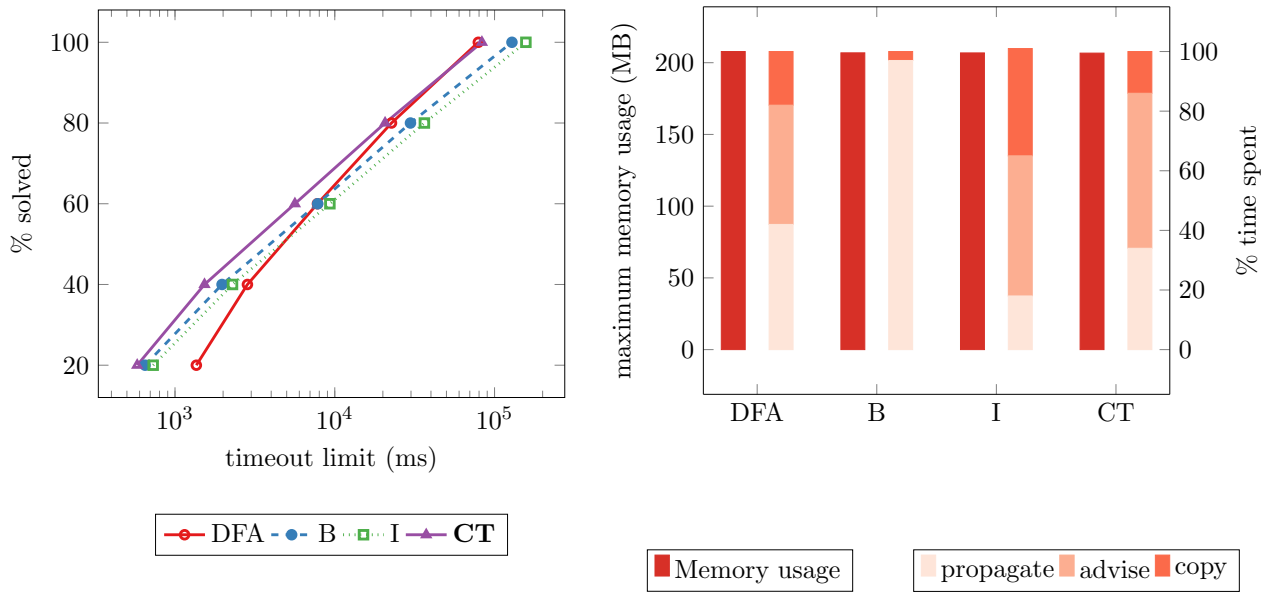 % solved
100
80
60
40
20
10³ 10⁴ 10⁵
timeout limit (ms)
DFA B I CT
maximum memory usage (MB)
200
150
100
50
0
% time spent
100
80
60
40
20
0
DFA B I CT
Memory usage
propagate advise copy